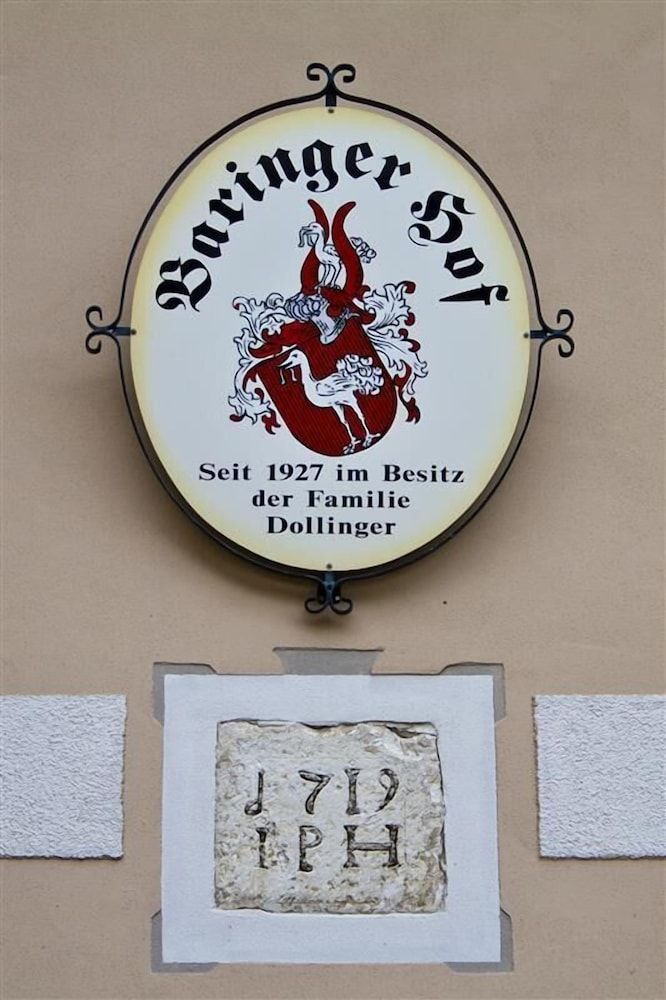 Baringer Hof
Seit 1927 im Besitz
der Familie
Dollinger
1719
IPH